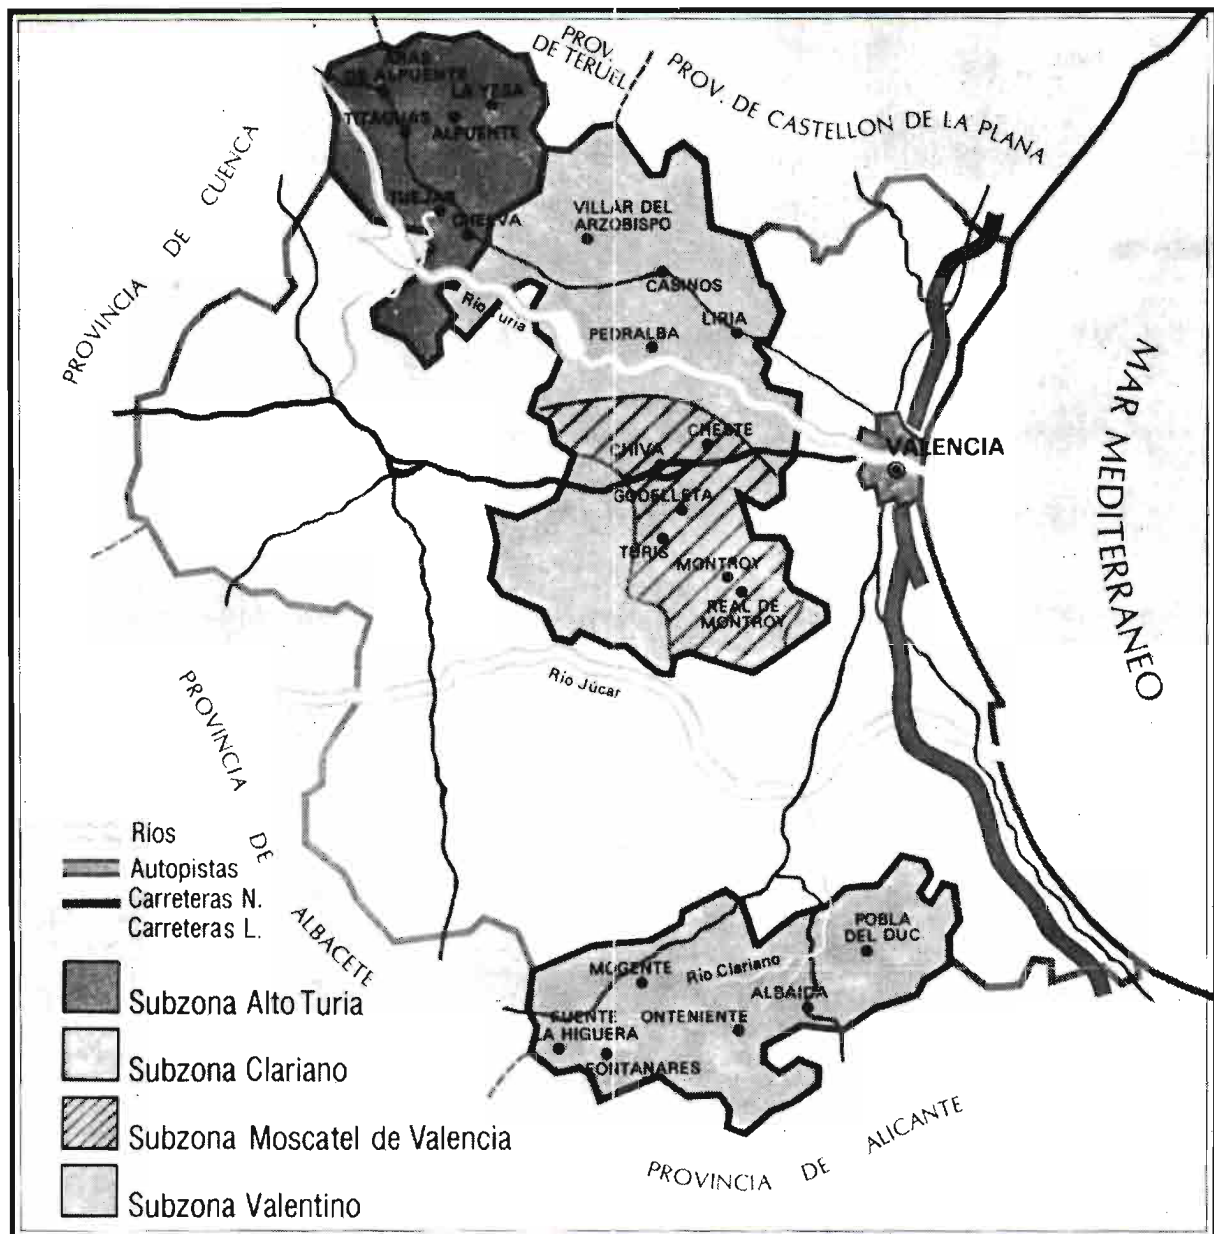 PROV.
DE TERUEL
PROV. DE CASTELLON DE LA PLANA
PROVINCIA DE CUENCA
ARAS
DE ALPUENTE
LA YESA
TITAGUAS
ALPUENTE
TUEJAR
CHELVA
VILLAR DEL
ARZOBISPO
CASINOS
Río Turia
PEDRALBA
LIRIA
CHESTE
CHIVA
VALENCIA
GODELLETA
TURIS
MONTROY
REAL DE
MONTROY
MAR MEDITERRANEO
Río Júcar
PROVINCIA DE ALBACETE
POBLA
DEL DUC
MOGENTE
Río Clariano
ALBAIDA
FUENTE
LA HIGUERA
ONTENIENTE
FONTANARES
PROVINCIA DE ALICANTE
Ríos
Autopistas
Carreteras N.
Carreteras L.
Subzona Alto Turia
Subzona Clariano
Subzona Moscatel de Valencia
Subzona Valentino